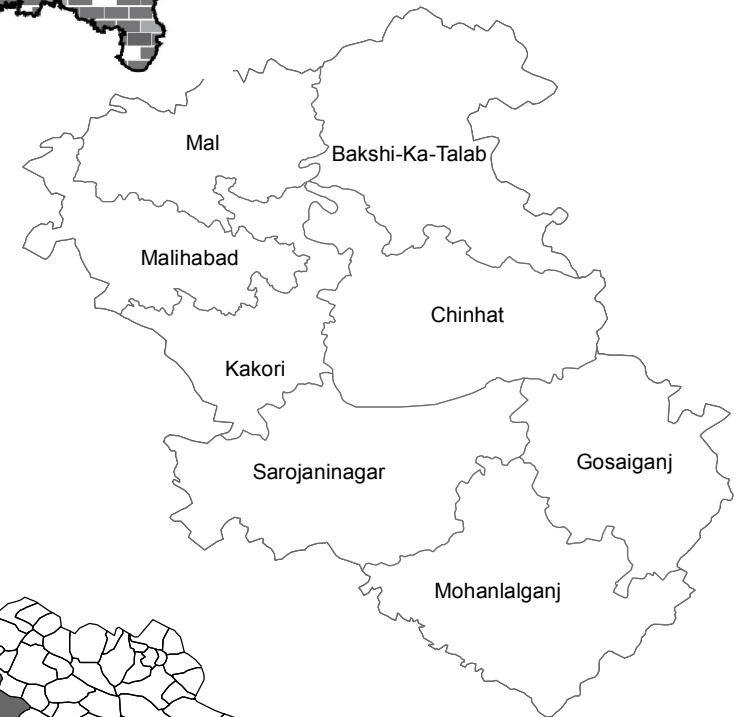 Mal
Bakshi-Ka-Talab
Malihabad
Chinhat
Kakori
Gosaiganj
Sarojaninagar
Mohanlalganj